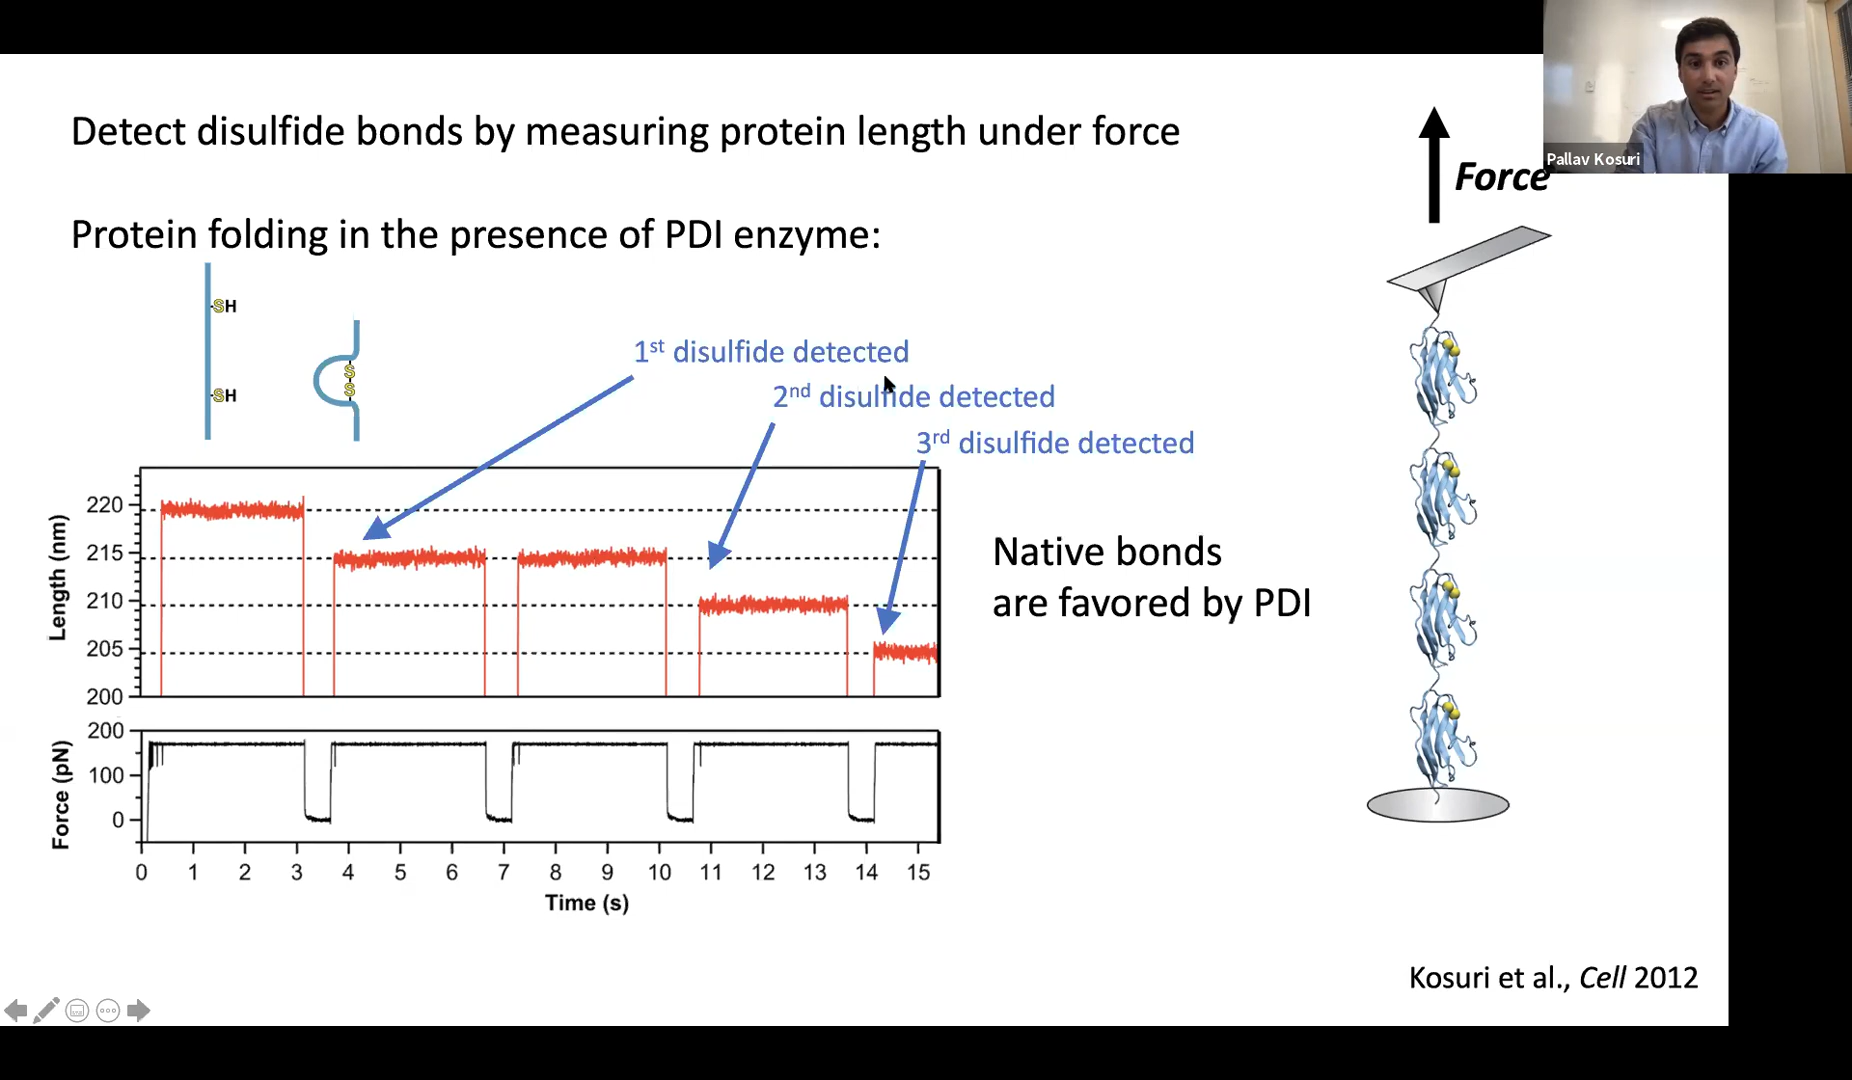 Detect disulfide bonds by measuring protein length under force
Force
Pallav Kosuri
Protein folding in the presence of PDI enzyme:
SH
SH
S
S
1st disulfide detected
2nd disulfide detected
3rd disulfide detected
Length (nm)
220
215
210
205
200
Native bonds
are favored by PDI
Force (pN)
200
100
0
0 1 2 3 4 5 6 7 8 9 10 11 12 13 14 15
Time (s)
Kosuri et al., Cell 2012